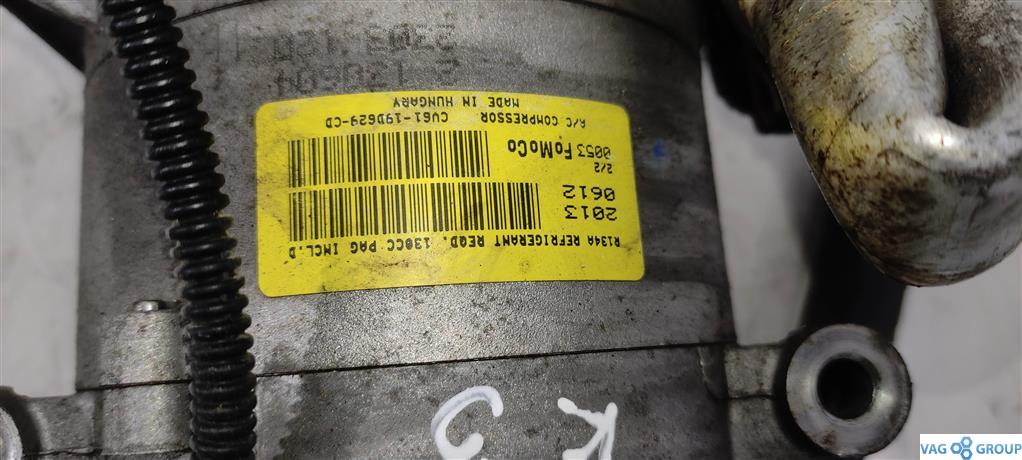 R134A REFRIGERANT REQD. 130CC PAG INCL.D
2013
0612
2/2
0053 FoMoCo
A/C COMPRESSOR CV61-19D629-CD
MADE IN HUNGARY
K
VAG GROUP